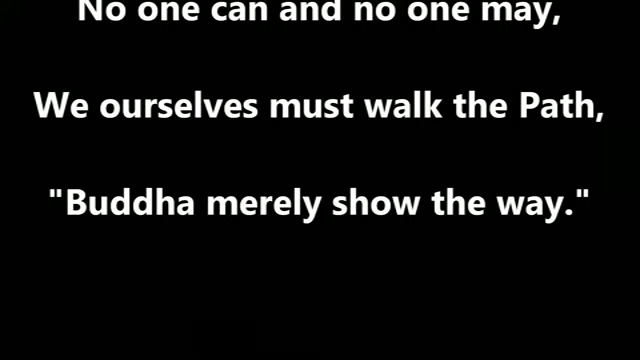 No one can and no one may,
We ourselves must walk the Path,
"Buddha merely show the way."